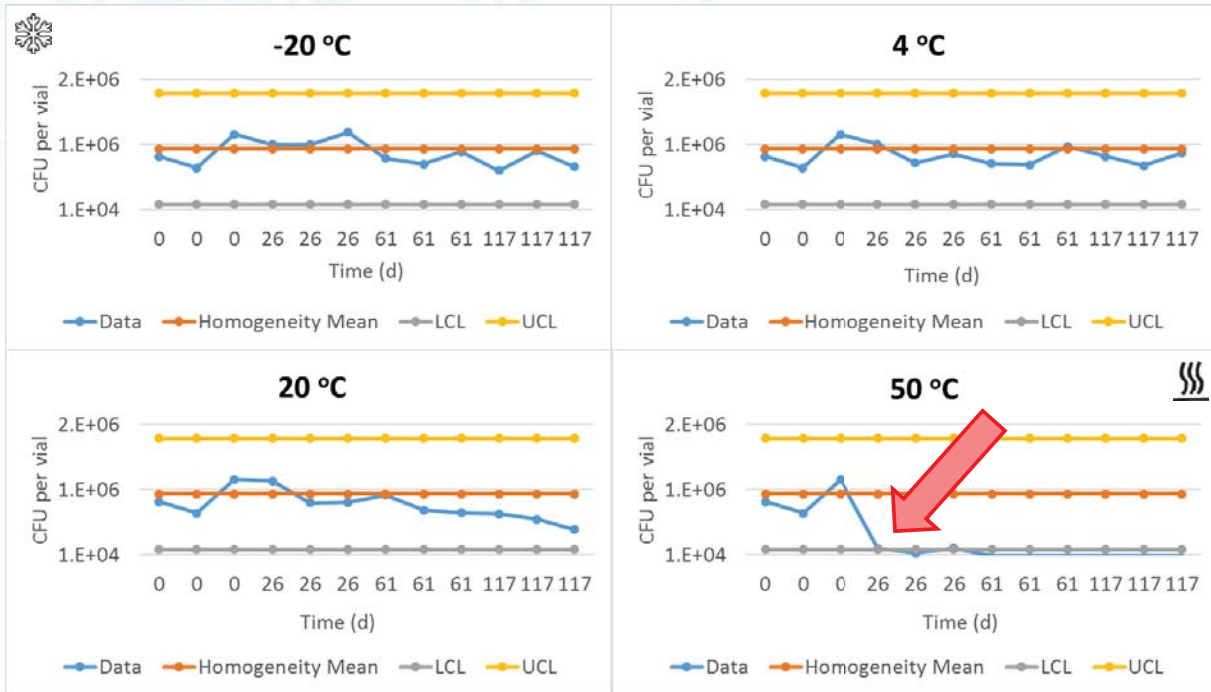 -20 °C
CFU per vial
2.E+06
1.E+06
1.E+04
0 0 0 26 26 26 61 61 61 117 117 117
Time (d)
Data Homogeneity Mean LCL UCL
4 °C
CFU per vial
2.E+06
1.E+06
1.E+04
0 0 0 26 26 26 61 61 61 117 117 117
Time (d)
Data Homogeneity Mean LCL UCL
20 °C
CFU per vial
2.E+06
1.E+06
1.E+04
0 0 0 26 26 26 61 61 61 117 117 117
Time (d)
Data Homogeneity Mean LCL UCL
50 °C
CFU per vial
2.E+06
1.E+06
1.E+04
0 0 0 26 26 26 61 61 61 117 117 117
Time (d)
Data Homogeneity Mean LCL UCL